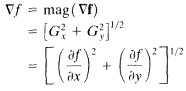 ∇f = mag(∇f)
= [G_x^2 + G_y^2]^{1/2}
= [(∂f/∂x)^2 + (∂f/∂y)^2]^{1/2}